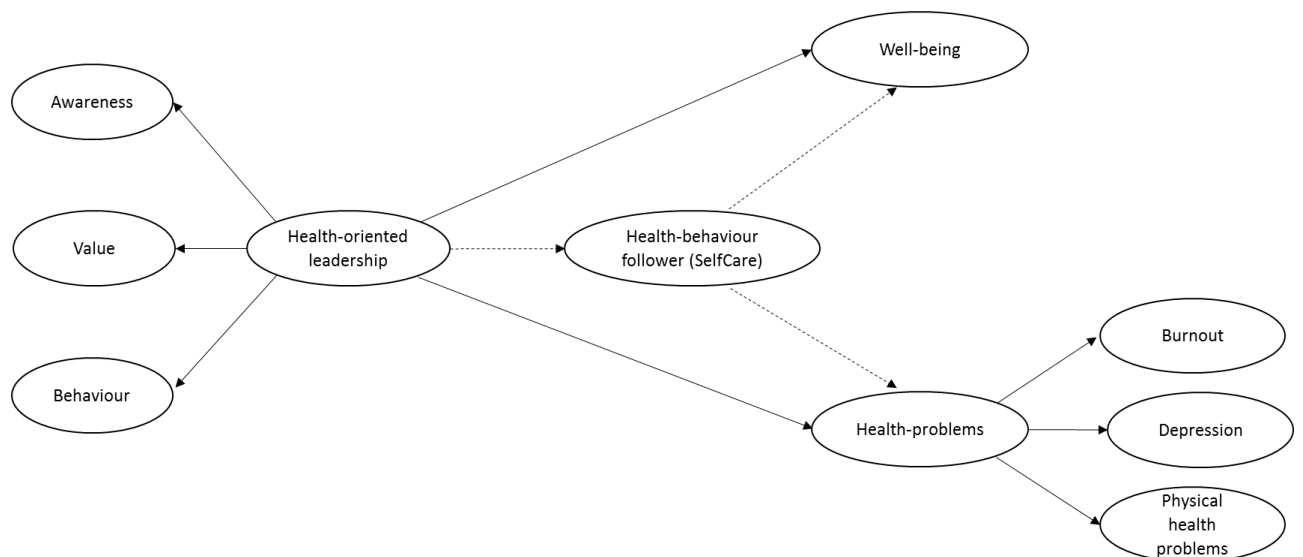 Well-being
Awareness
Value
Health-oriented
leadership
Health-behaviour
follower (SelfCare)
Behaviour
Burnout
Health-problems
Depression
Physical
health
problems